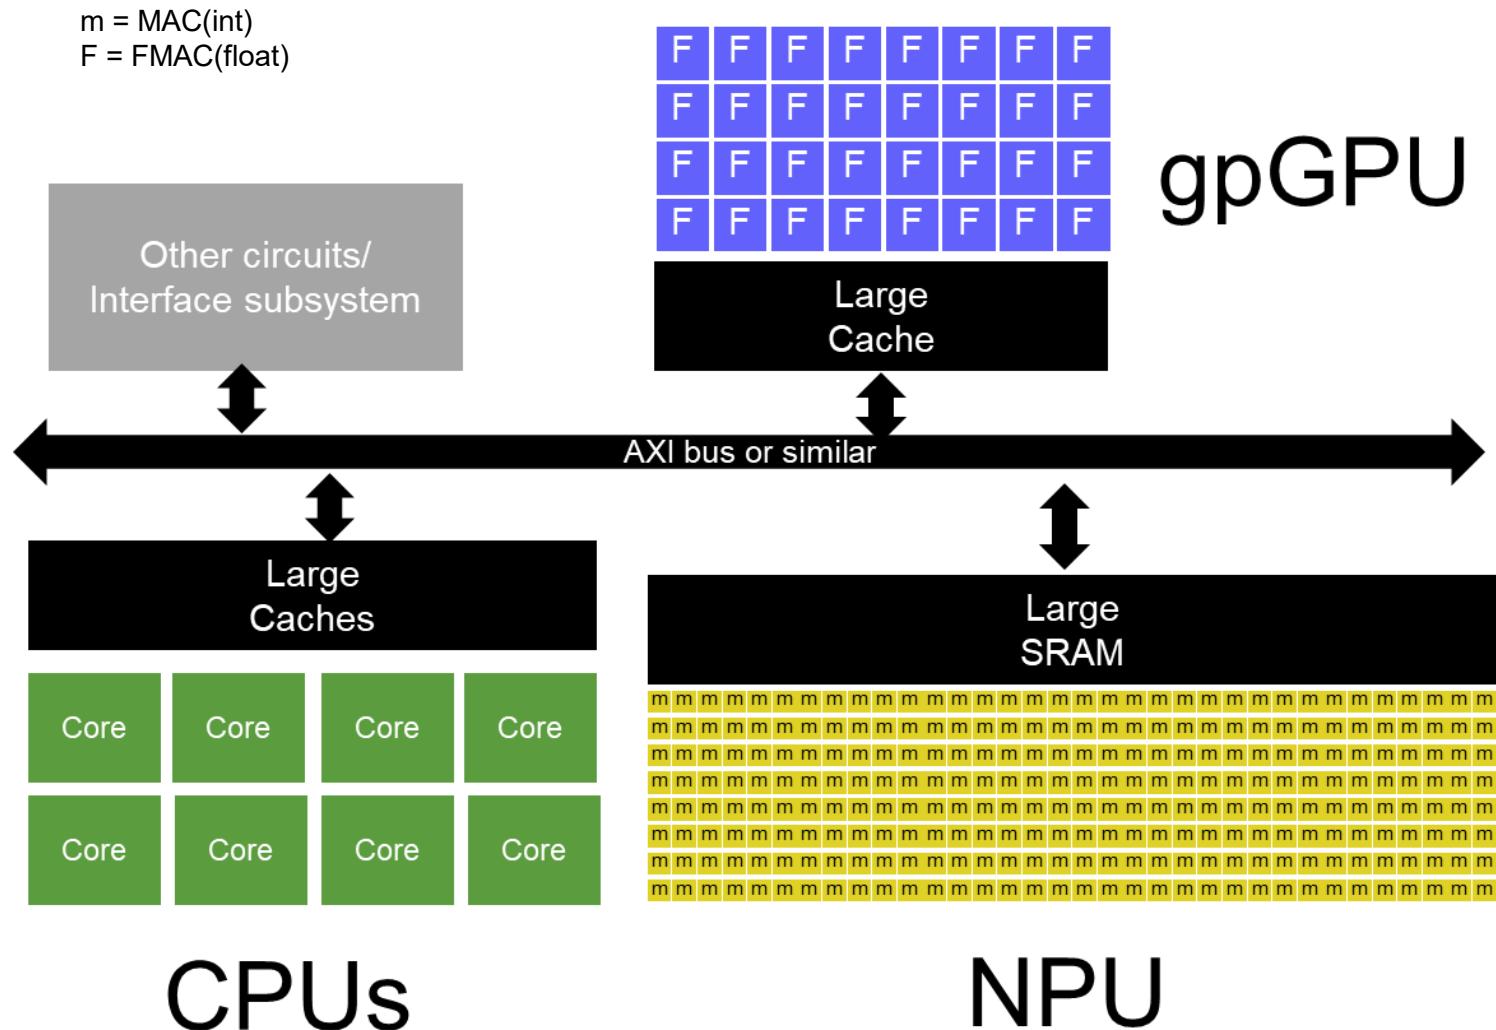 m = MAC(int)
F = FMAC(float)
F F F F F F F F
F F F F F F F F
F F F F F F F F
F F F F F F F F
gpGPU
Other circuits/
Interface subsystem
Large
Cache
AXI bus or similar
Large
Caches
Large
SRAM
Core Core Core Core
Core Core Core Core
m m m m m m m m m m m m m m m m m m m m m m m m m m m m m m m m m m
m m m m m m m m m m m m m m m m m m m m m m m m m m m m m m m m m m
m m m m m m m m m m m m m m m m m m m m m m m m m m m m m m m m m m
m m m m m m m m m m m m m m m m m m m m m m m m m m m m m m m m m m
m m m m m m m m m m m m m m m m m m m m m m m m m m m m m m m m m m
m m m m m m m m m m m m m m m m m m m m m m m m m m m m m m m m m m
m m m m m m m m m m m m m m m m m m m m m m m m m m m m m m m m m m
m m m m m m m m m m m m m m m m m m m m m m m m m m m m m m m m m m
CPUs
NPU